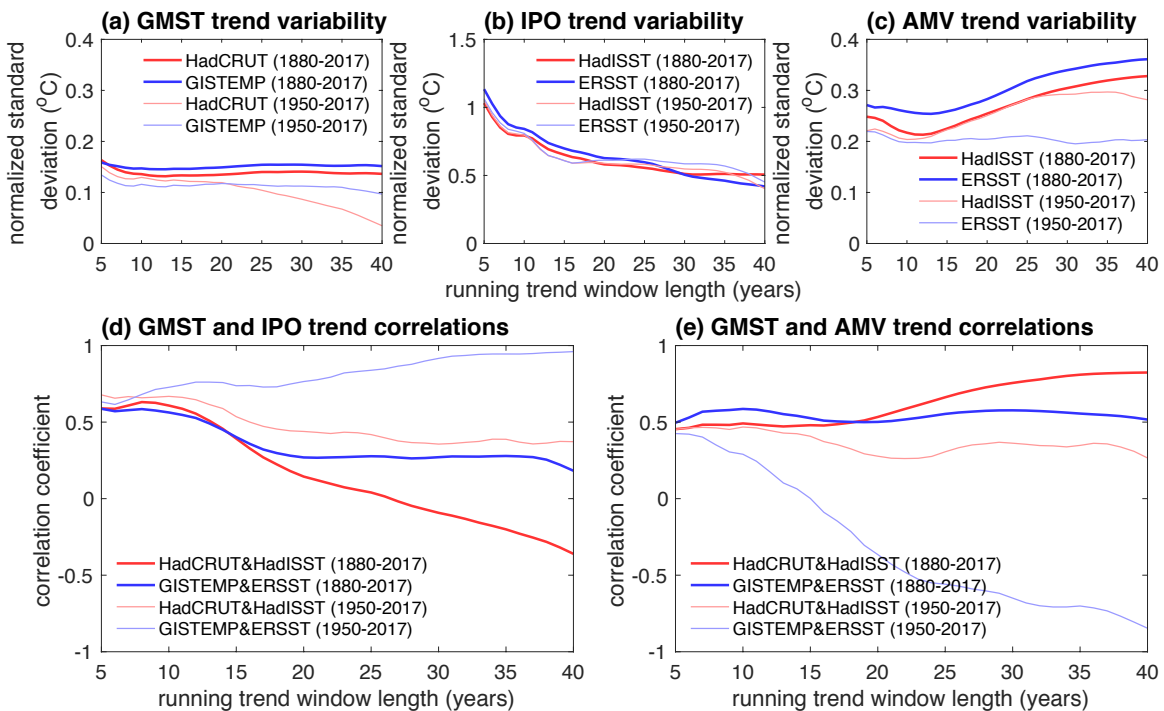 (a) GMST trend variability
normalized standard
deviation (°C)
0.4
0.3
0.2
0.1
0
HadCRUT (1880-2017)
GISTEMP (1880-2017)
HadCRUT (1950-2017)
GISTEMP (1950-2017)
5 10 15 20 25 30 35 40
(b) IPO trend variability
normalized standard
deviation (°C)
1.5
1
0.5
0
HadISST (1880-2017)
ERSST (1880-2017)
HadISST (1950-2017)
ERSST (1950-2017)
5 10 15 20 25 30 35 40
running trend window length (years)
(c) AMV trend variability
normalized standard
deviation (°C)
0.4
0.3
0.2
0.1
0
HadISST (1880-2017)
ERSST (1880-2017)
HadISST (1950-2017)
ERSST (1950-2017)
5 10 15 20 25 30 35 40
(d) GMST and IPO trend correlations
correlation coefficient
1
0.5
0
-0.5
-1
HadCRUT&HadISST (1880-2017)
GISTEMP&ERSST (1880-2017)
HadCRUT&HadISST (1950-2017)
GISTEMP&ERSST (1950-2017)
5 10 15 20 25 30 35 40
running trend window length (years)
(e) GMST and AMV trend correlations
correlation coefficient
1
0.5
0
-0.5
-1
HadCRUT&HadISST (1880-2017)
GISTEMP&ERSST (1880-2017)
HadCRUT&HadISST (1950-2017)
GISTEMP&ERSST (1950-2017)
5 10 15 20 25 30 35 40
running trend window length (years)